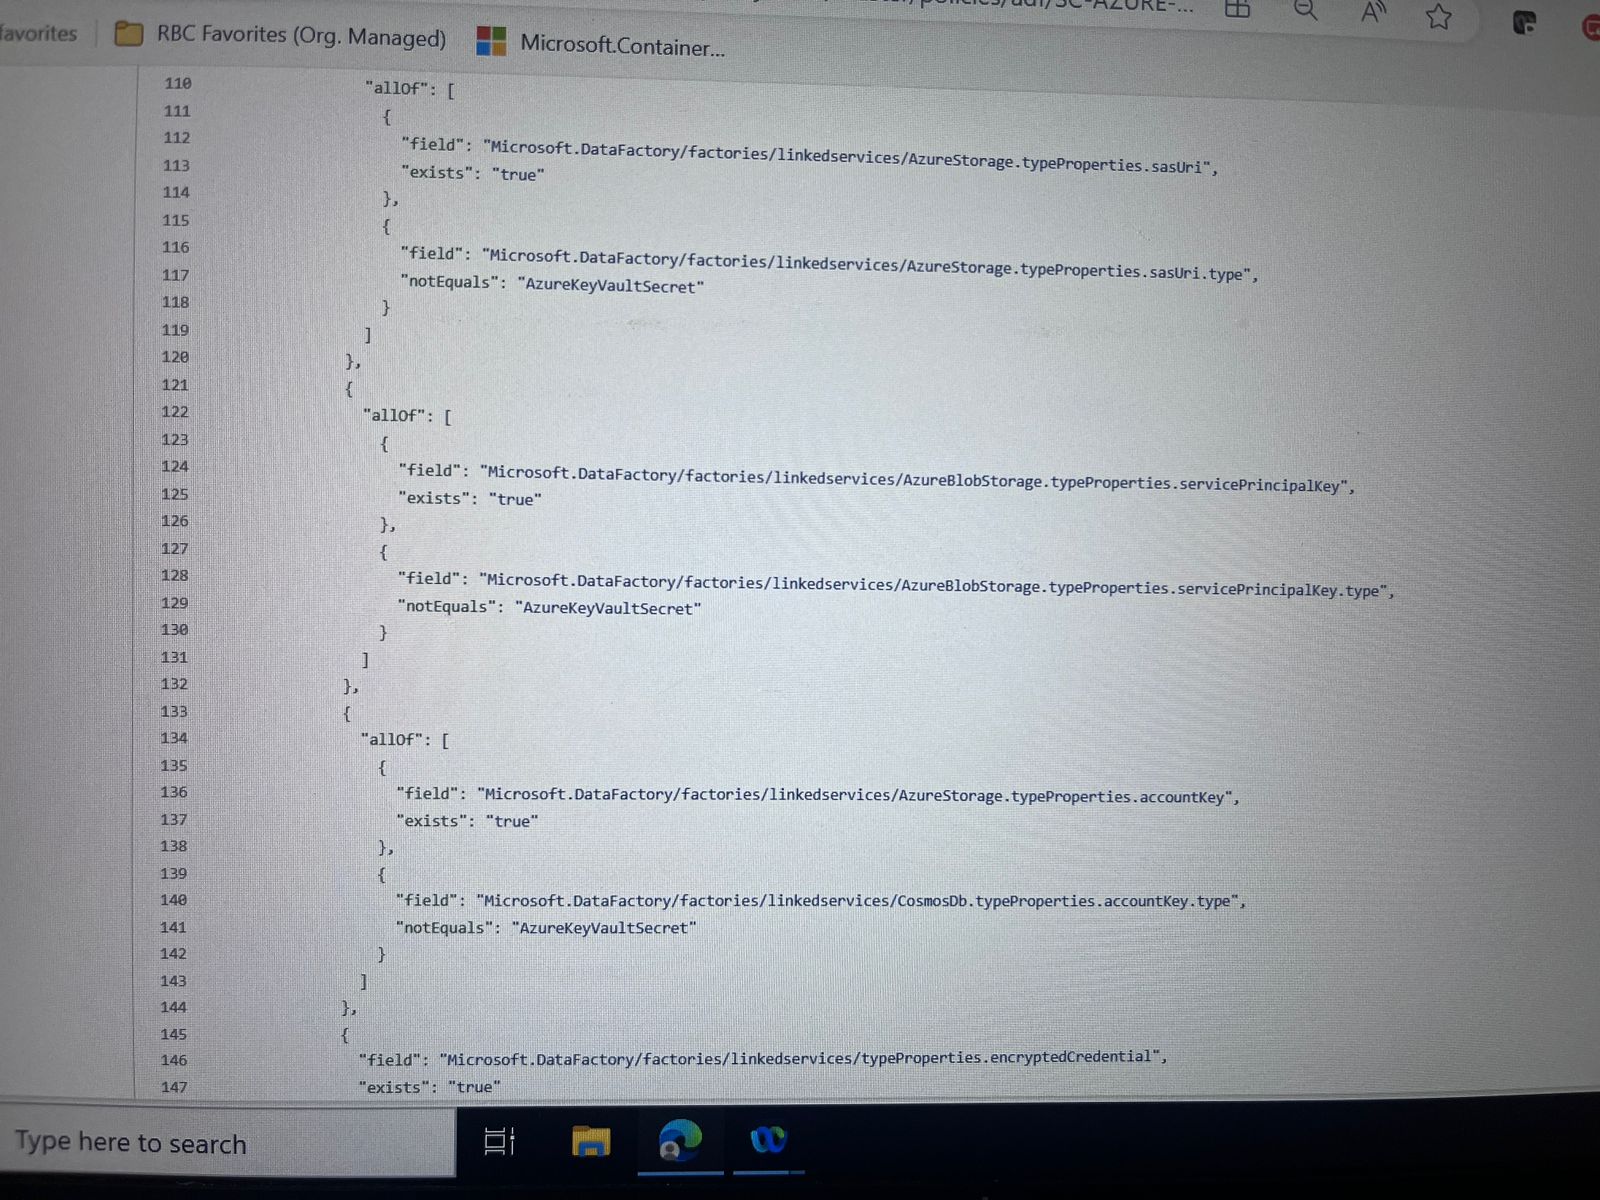 favorites
RBC Favorites (Org. Managed)
Microsoft.Container...
110 "allOf": [
111 {
112 "field": "Microsoft.DataFactory/factories/linkedservices/AzureStorage.typeProperties.sasUri",
113 "exists": "true"
114 },
115 {
116 "field": "Microsoft.DataFactory/factories/linkedservices/AzureStorage.typeProperties.sasUri.type",
117 "notEquals": "AzureKeyVaultSecret"
118 }
119 ]
120 },
121 {
122 "allOf": [
123 {
124 "field": "Microsoft.DataFactory/factories/linkedservices/AzureBlobStorage.typeProperties.servicePrincipalKey",
125 "exists": "true"
126 },
127 {
128 "field": "Microsoft.DataFactory/factories/linkedservices/AzureBlobStorage.typeProperties.servicePrincipalKey.type",
129 "notEquals": "AzureKeyVaultSecret"
130 }
131 ]
132 },
133 {
134 "allOf": [
135 {
136 "field": "Microsoft.DataFactory/factories/linkedservices/AzureStorage.typeProperties.accountKey",
137 "exists": "true"
138 },
139 {
140 "field": "Microsoft.DataFactory/factories/linkedservices/CosmosDb.typeProperties.accountKey.type",
141 "notEquals": "AzureKeyVaultSecret"
142 }
143 ]
144 },
145 {
146 "field": "Microsoft.DataFactory/factories/linkedservices/typeProperties.encryptedCredential",
147 "exists": "true"
Type here to search